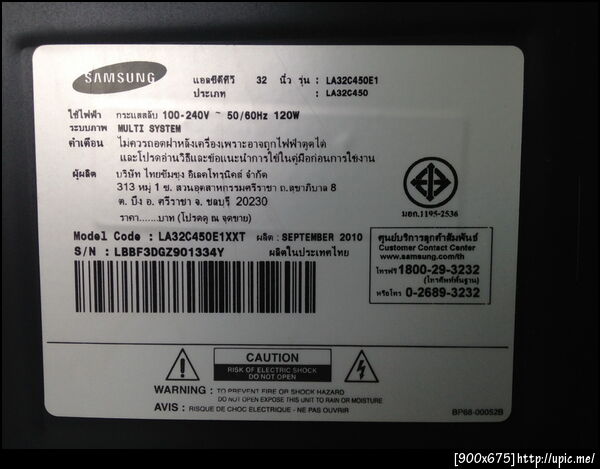 SAMSUNG
แอลซีดีทีวี 32 นิ้ว รุ่น : LA32C450E1
ประเภท : LA32C450
ใช้ไฟฟ้า กระแสสลับ 100-240V ~ 50/60Hz 120W
ระบบภาพ MULTI SYSTEM
คำเตือน ไม่ควรถอดฝาหลังเครื่องเพราะอาจถูกไฟฟ้าดูดได้
และโปรดอ่านวิธีและข้อแนะนำการใช้ในคู่มือก่อนการใช้งาน
ผู้ผลิต บริษัท ไทยซัมซุง อิเลคโทรนิคส์ จำกัด
313 หมู่ 1 ซ. สวนอุตสาหกรรมศรีราชา ถ.สุขาภิบาล 8
ต. บึง อ. ศรีราชา จ. ชลบุรี 20230
ราคา.......บาท (โปรดดู ณ จุดขาย)
มอก.1195-2536
Model Code : LA32C450E1XXT ผลิต : SEPTEMBER 2010
S/N : LBBF3DGZ901334Y ผลิตในประเทศไทย
ศูนย์บริการลูกค้าสัมพันธ์
Customer Contact Center
www.samsung.com/th
โทรฟรี 1800-29-3232
(โทรศัพท์พื้นฐาน)
หรือโทร 0-2689-3232
CAUTION
RISK OF ELECTRIC SHOCK
DO NOT OPEN
WARNING : TO PREVENT FIRE OR SHOCK HAZARD
DO NOT EXPOSE THIS UNIT TO RAIN OR MOISTURE
AVIS : RISQUE DE CHOC ELECTRIQUE - NE PAS OUVRIR
BP68-00052B
[900x675]http://upic.me/